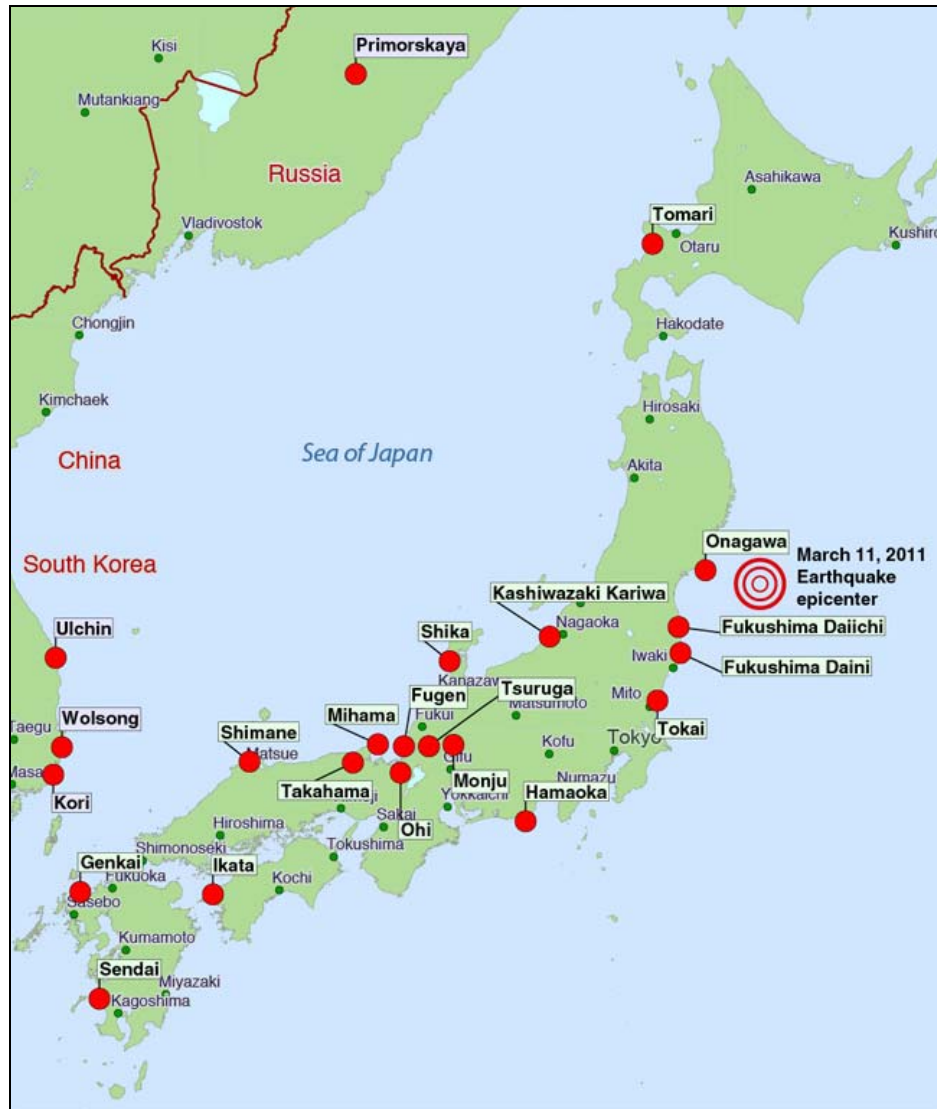 Primorskaya
Kisi
Mutankiang
Russia
Asahikawa
Tomari
Vladivostok
Otaru
Kushiro
Chongjin
Hakodate
Kimchaek
Hirosaki
Sea of Japan
China
Akita
Onagawa
March 11, 2011
Earthquake
epicenter
South Korea
Kashiwazaki Kariwa
Nagaoka
Fukushima Daiichi
Ulchin
Shika
Iwaki
Fukushima Daini
Kanazaw
Fugen
Tsuruga
Mito
Wolsong
Taegu
Mihama
Fukui
Matsumoto
Shimane
Matsue
Tokyo
Tokai
Kofu
Gifu
Masa
Takahama
Monju
Numazu
Hamaoka
Kori
Yokkaichi
Ohi
Sakai
Hiroshima
Shimonoseki
Tokushima
Genkai
Ikata
Fukuoka
Kochi
Sasebo
Kumamoto
Sendai
Miyazaki
Kagoshima